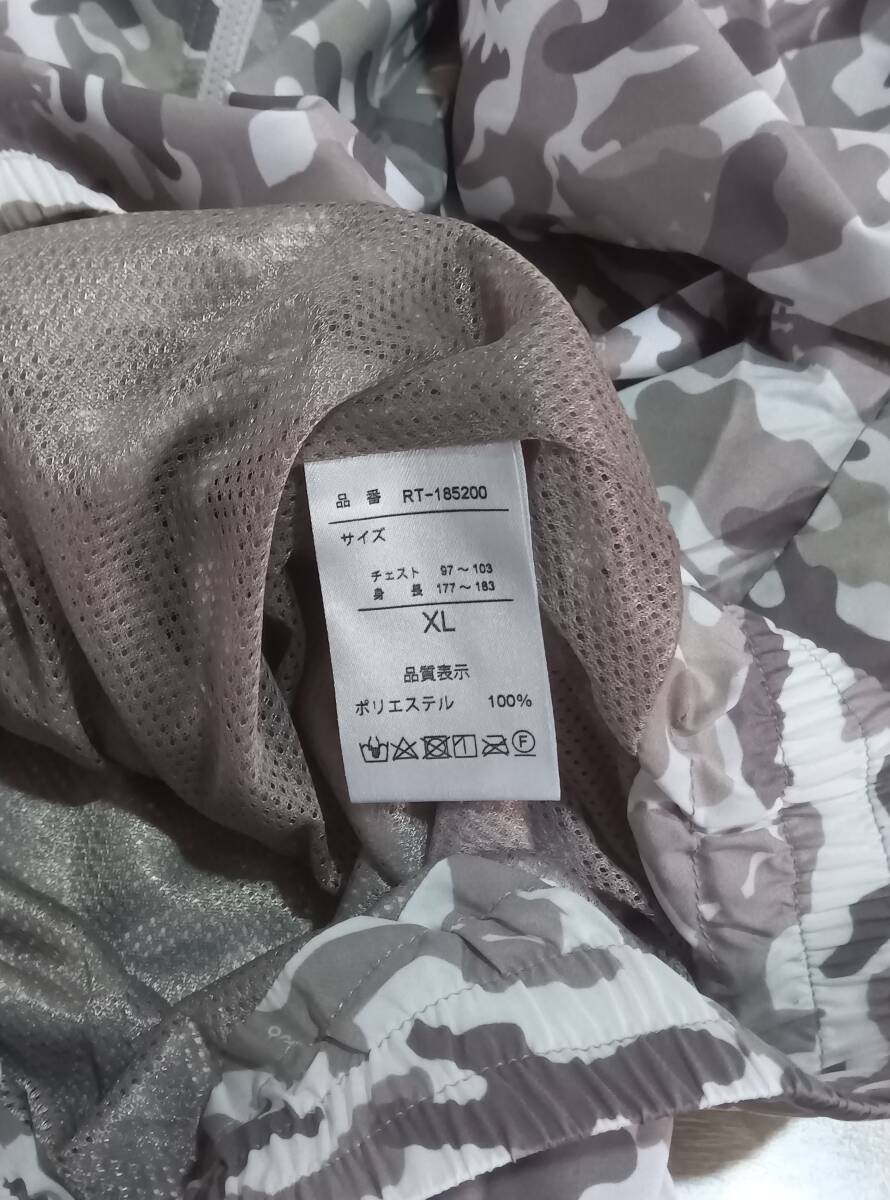 品 番 RT-185200
サイズ
チェスト 97～103
身 長 177～183
XL
品質表示
ポリエステル 100%
F